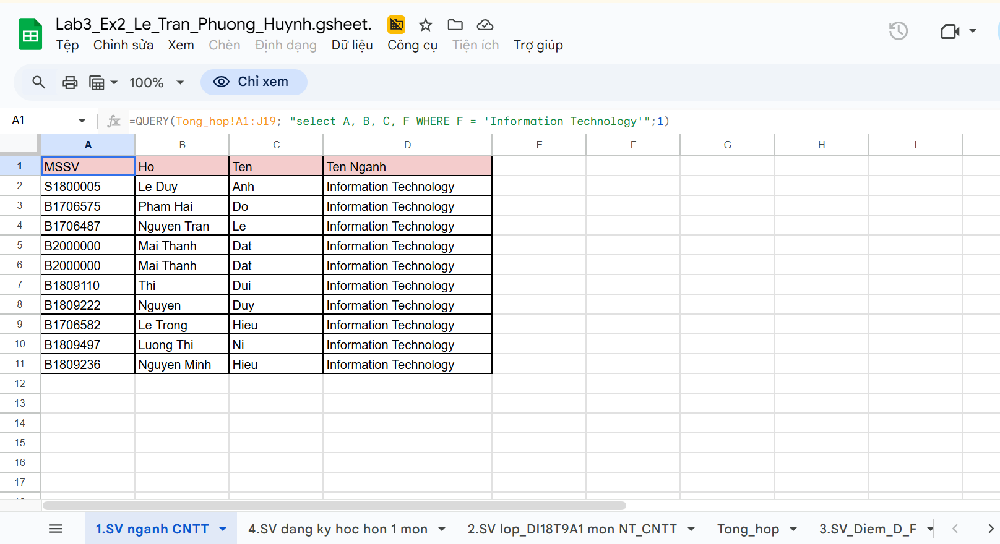 Lab3_Ex2_Le_Tran_Phuong_Huynh.gsheet.
Tệp Chỉnh sửa Xem Chèn Định dạng Dữ liệu Công cụ Tiện ích Trợ giúp
100% Chỉ xem
A1 fx =QUERY(Tong_hop!A1:J19; "select A, B, C, F WHERE F = 'Information Technology'";1)
A B C D E F G H I
1 MSSV Ho Ten Ten Nganh
2 S1800005 Le Duy Anh Information Technology
3 B1706575 Pham Hai Do Information Technology
4 B1706487 Nguyen Tran Le Information Technology
5 B2000000 Mai Thanh Dat Information Technology
6 B2000000 Mai Thanh Dat Information Technology
7 B1809110 Thi Dui Information Technology
8 B1809222 Nguyen Duy Information Technology
9 B1706582 Le Trong Hieu Information Technology
10 B1809497 Luong Thi Ni Information Technology
11 B1809236 Nguyen Minh Hieu Information Technology
12
13
14
15
16
17
1.SV nganh CNTT 4.SV dang ky hoc hon 1 mon 2.SV lop_DI18T9A1 mon NT_CNTT Tong_hop 3.SV_Diem_D_F